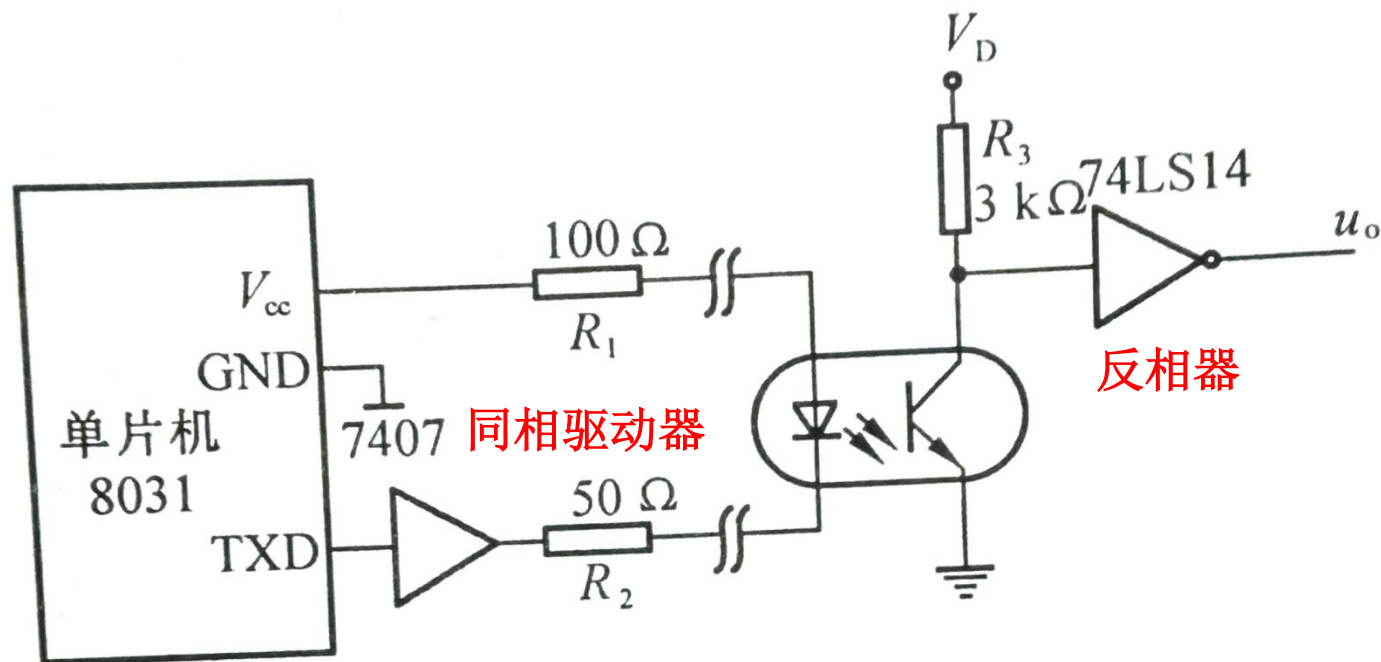 V_D
R_3
3 kΩ
74LS14
u_o
100 Ω
R_1
V_cc
GND
单片机
8031
7407
同相驱动器
反相器
50 Ω
TXD
R_2